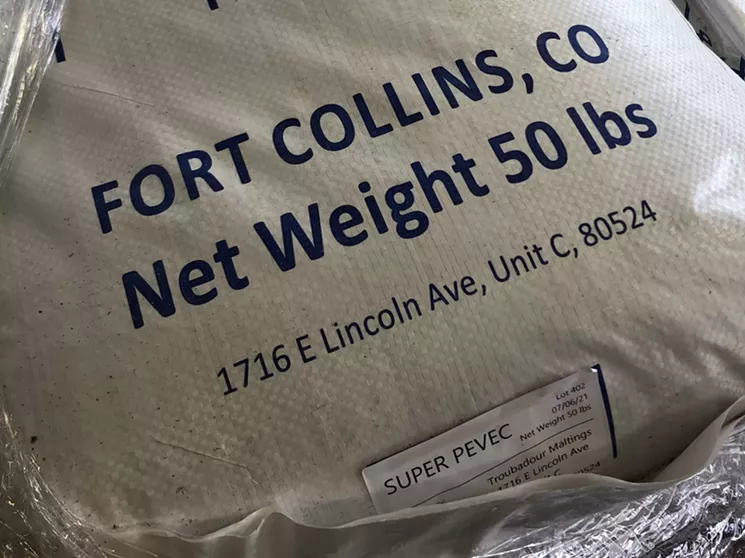 FORT COLLINS, CO
Net Weight 50 lbs
1716 E Lincoln Ave, Unit C, 80524
Lot 402
07/06/21
SUPER PEVEC Net Weight 50 lbs
Troubadour Maltings
1716 E Lincoln Ave